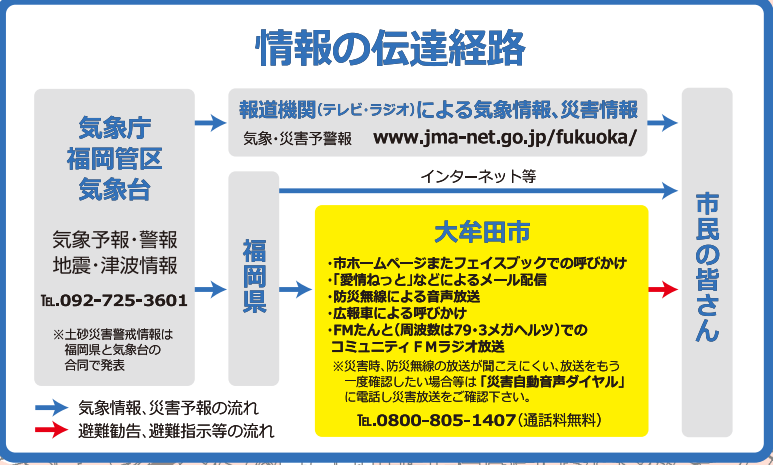 情報の伝達経路
気象庁
福岡管区
気象台
気象予報・警報
地震・津波情報
℡.092-725-3601
※土砂災害警戒情報は
福岡県と気象台の
合同で発表
報道機関(テレビ・ラジオ)による気象情報、災害情報
気象・災害予警報 www.jma-net.go.jp/fukuoka/
インターネット等
福岡県
大牟田市
・市ホームページまたフェイスブックでの呼びかけ
・「愛情ねっと」などによるメール配信
・防災無線による音声放送
・広報車による呼びかけ
・FMたんと(周波数は79・3メガヘルツ)での
コミュニティFMラジオ放送
※災害時、防災無線の放送が聞こえにくい、放送をもう
一度確認したい場合等は「災害自動音声ダイヤル」
に電話し災害放送をご確認下さい。
℡.0800-805-1407(通話料無料)
市民の皆さん
気象情報、災害予報の流れ
避難勧告、避難指示等の流れ